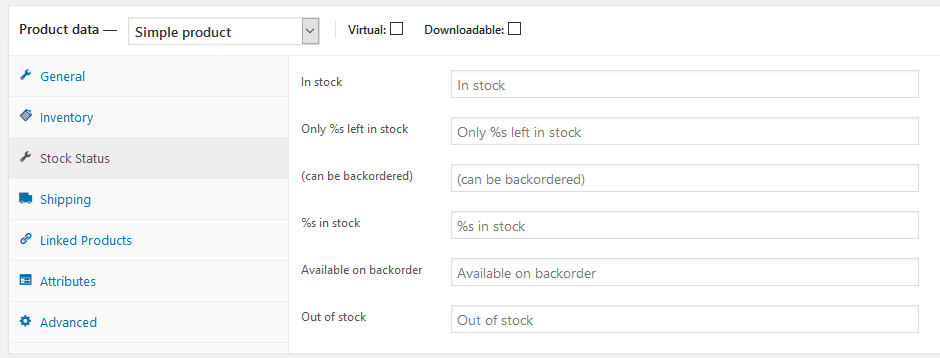 Product data — Simple product Virtual: Downloadable:
General
Inventory
Stock Status
Shipping
Linked Products
Attributes
Advanced
In stock In stock
Only %s left in stock Only %s left in stock
(can be backordered) (can be backordered)
%s in stock %s in stock
Available on backorder Available on backorder
Out of stock Out of stock